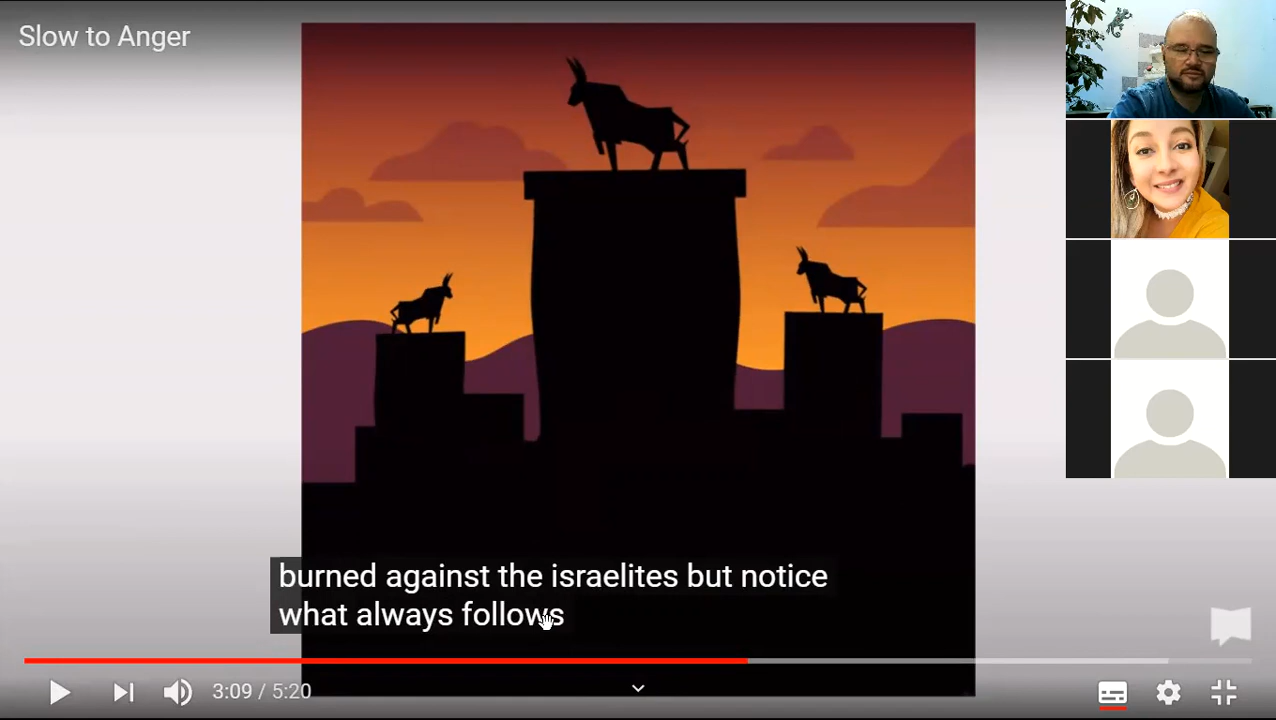 Slow to Anger
burned against the israelites but notice
what always follows
3:09 / 5:20